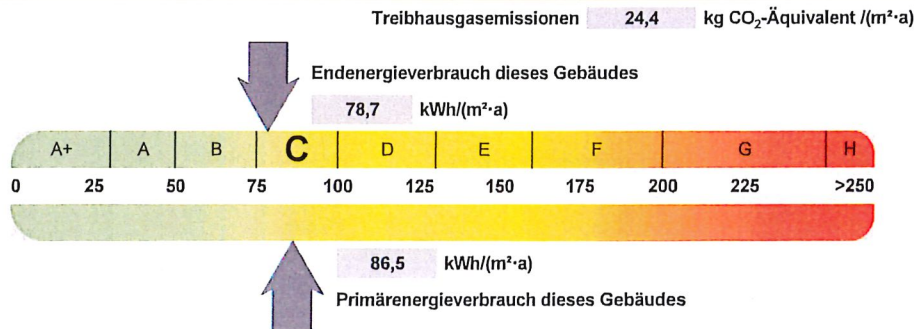 Treibhausgasemissionen 24,4 kg CO₂-Äquivalent /(m²·a)
Endenergieverbrauch dieses Gebäudes
78,7 kWh/(m²·a)
A+ A B C D E F G H
0 25 50 75 100 125 150 175 200 225 >250
86,5 kWh/(m²·a)
Primärenergieverbrauch dieses Gebäudes